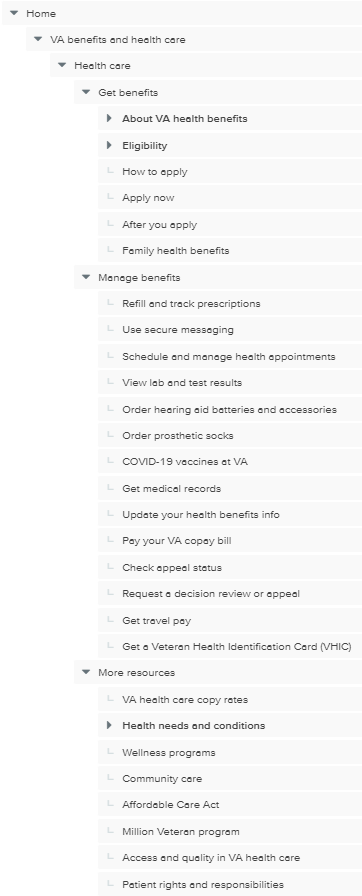 Home
VA benefits and health care
Health care
Get benefits
About VA health benefits
Eligibility
How to apply
Apply now
After you apply
Family health benefits
Manage benefits
Refill and track prescriptions
Use secure messaging
Schedule and manage health appointments
View lab and test results
Order hearing aid batteries and accessories
Order prosthetic socks
COVID-19 vaccines at VA
Get medical records
Update your health benefits info
Pay your VA copay bill
Check appeal status
Request a decision review or appeal
Get travel pay
Get a Veteran Health Identification Card (VHIC)
More resources
VA health care copy rates
Health needs and conditions
Wellness programs
Community care
Affordable Care Act
Million Veteran program
Access and quality in VA health care
Patient rights and responsibilities